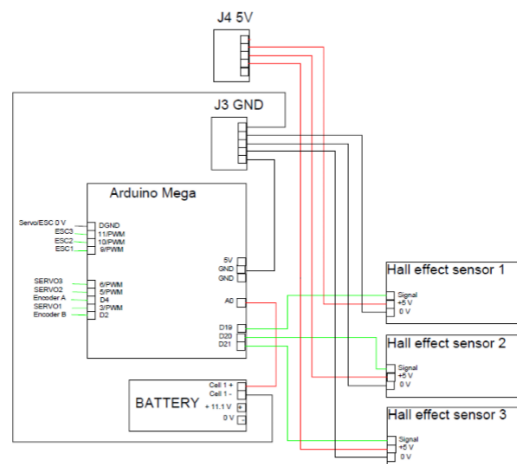 J4 5V
J3 GND
Arduino Mega
Servo/ESC 0 V
DGND
ESC3
11/PWM
ESC2
10/PWM
ESC1
9/PWM
5V
GND
GND
SERVO3
6/PWM
SERVO2
5/PWM
Encoder A
D4
SERVO1
3/PWM
Encoder B
D2
A0
D19
D20
D21
Hall effect sensor 1
Signal
+5 V
0 V
Hall effect sensor 2
Signal
+5 V
0 V
BATTERY
Cell 1 +
Cell 1 -
+ 11.1 V +
0 V -
Hall effect sensor 3
Signal
+5 V
0 V